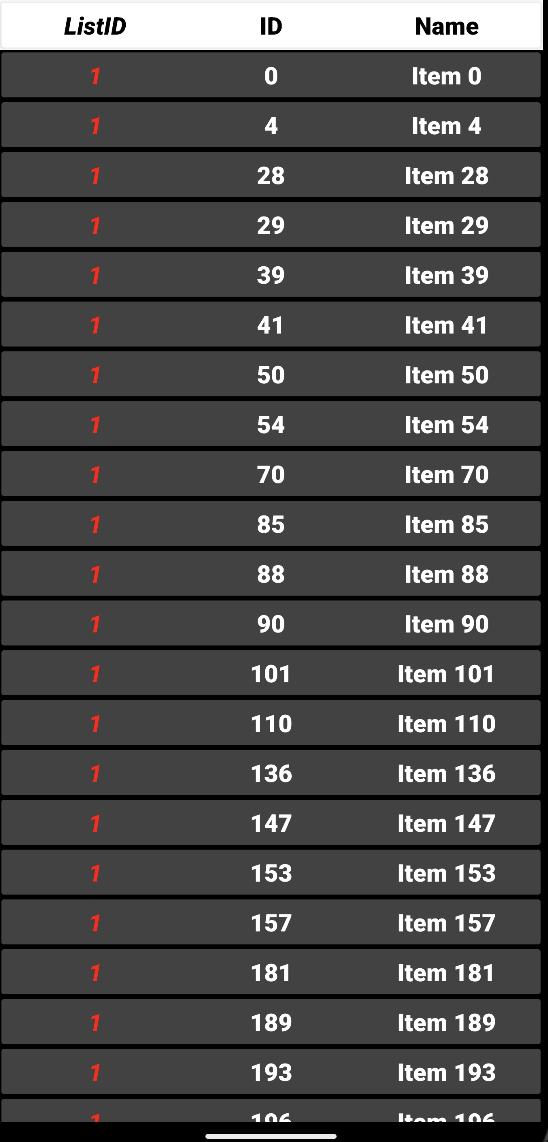 ListID ID Name
1 0 Item 0
1 4 Item 4
1 28 Item 28
1 29 Item 29
1 39 Item 39
1 41 Item 41
1 50 Item 50
1 54 Item 54
1 70 Item 70
1 85 Item 85
1 88 Item 88
1 90 Item 90
1 101 Item 101
1 110 Item 110
1 136 Item 136
1 147 Item 147
1 153 Item 153
1 157 Item 157
1 181 Item 181
1 189 Item 189
1 193 Item 193
1 196 Item 196